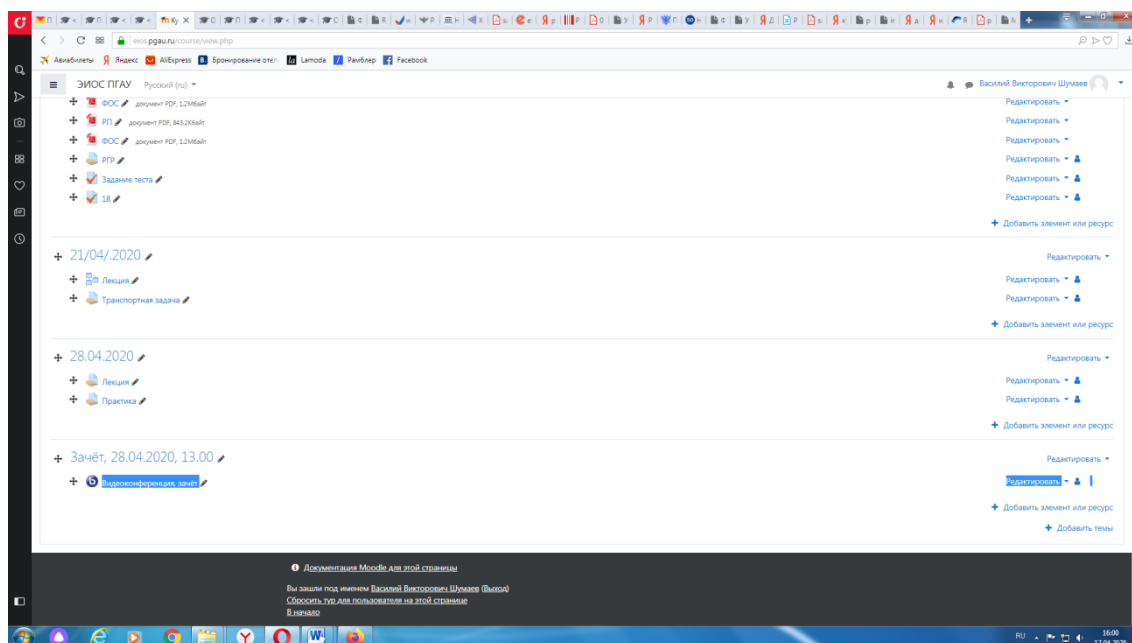 eios.pgau.ru/course/view.php
Авиабилеты Яндекс AliExpress Бронирование отел Lamoda Рамблер Facebook
ЭИОС ПГАУ Русский (ru) Василий Викторович Шумаев
ФОС документ PDF, 1.2Мбайт Редактировать
РП документ PDF, 843.2Кбайт Редактировать
ФОС документ PDF, 1.2Мбайт Редактировать
РГР Редактировать
Задание теста Редактировать
18 Редактировать
Добавить элемент или ресурс
21/04/.2020 Редактировать
Лекция Редактировать
Транспортная задача Редактировать
Добавить элемент или ресурс
28.04.2020 Редактировать
Лекция Редактировать
Практика Редактировать
Добавить элемент или ресурс
Зачёт, 28.04.2020, 13.00 Редактировать
Видеоконференция, зачёт Редактировать
Добавить элемент или ресурс
Добавить темы
Документация Moodle для этой страницы
Вы зашли под именем Василий Викторович Шумаев (Выход)
Сбросить тур для пользователя на этой странице
В начало
RU 16:00
17.04.2020